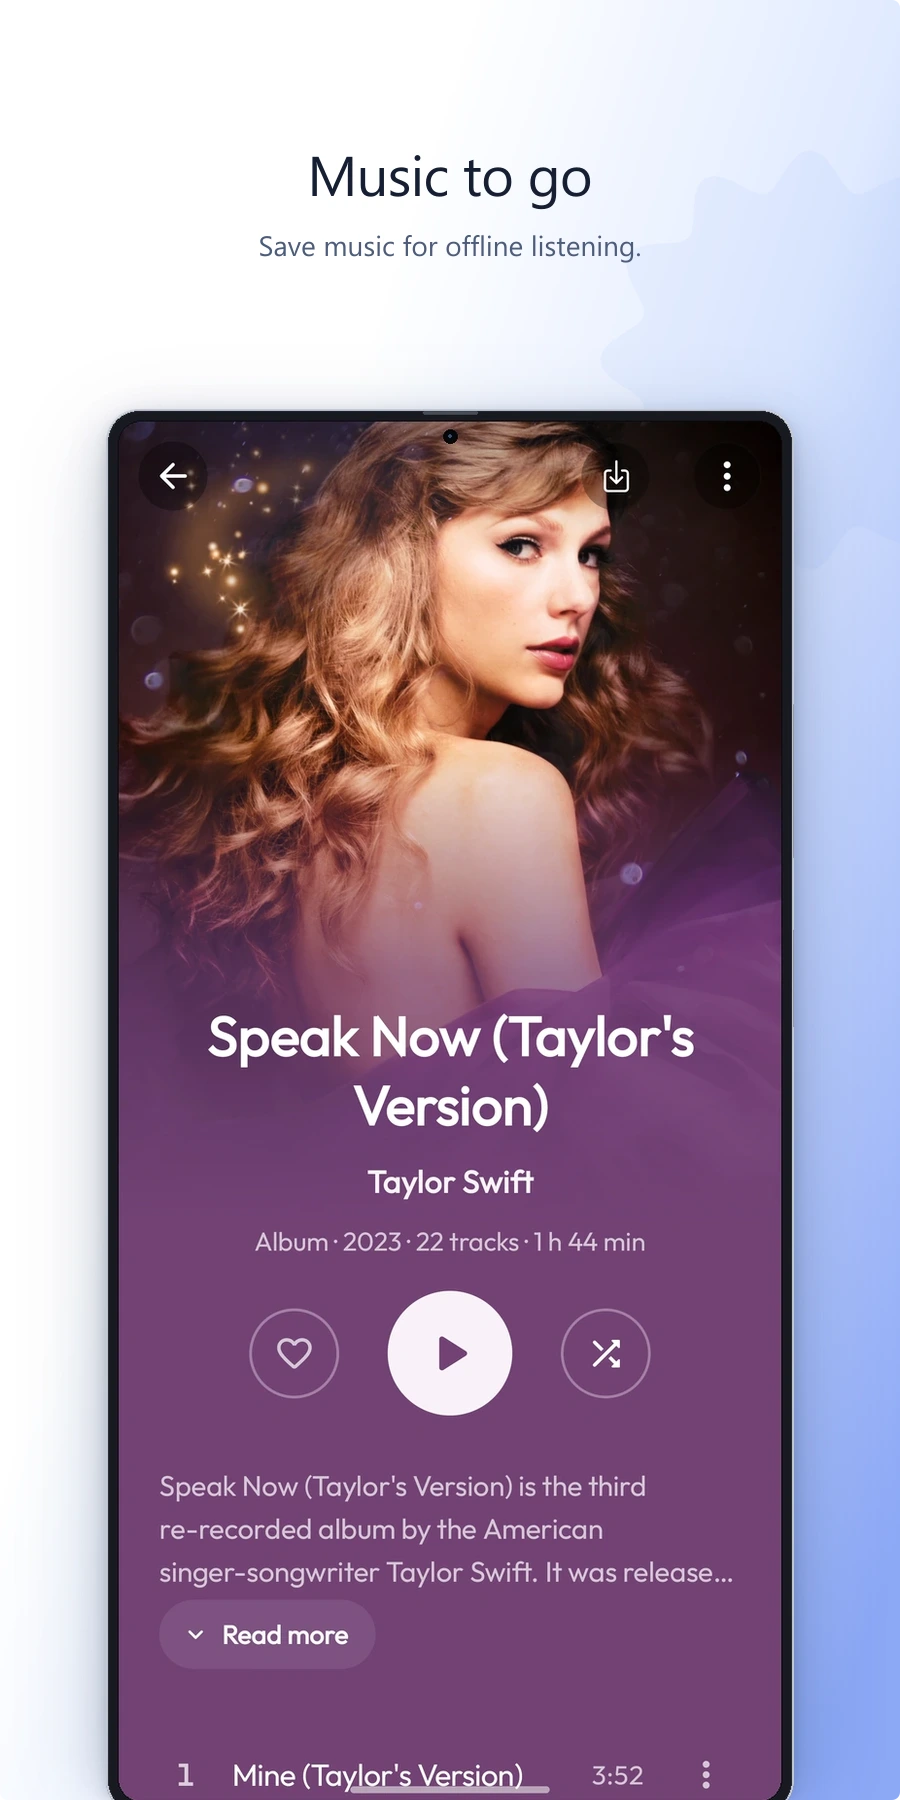 Music to go
Save music for offline listening.
Speak Now (Taylor's
Version)
Taylor Swift
Album · 2023 · 22 tracks · 1 h 44 min
Speak Now (Taylor's Version) is the third
re-recorded album by the American
singer-songwriter Taylor Swift. It was release...
Read more
1 Mine (Taylor's Version) 3:52